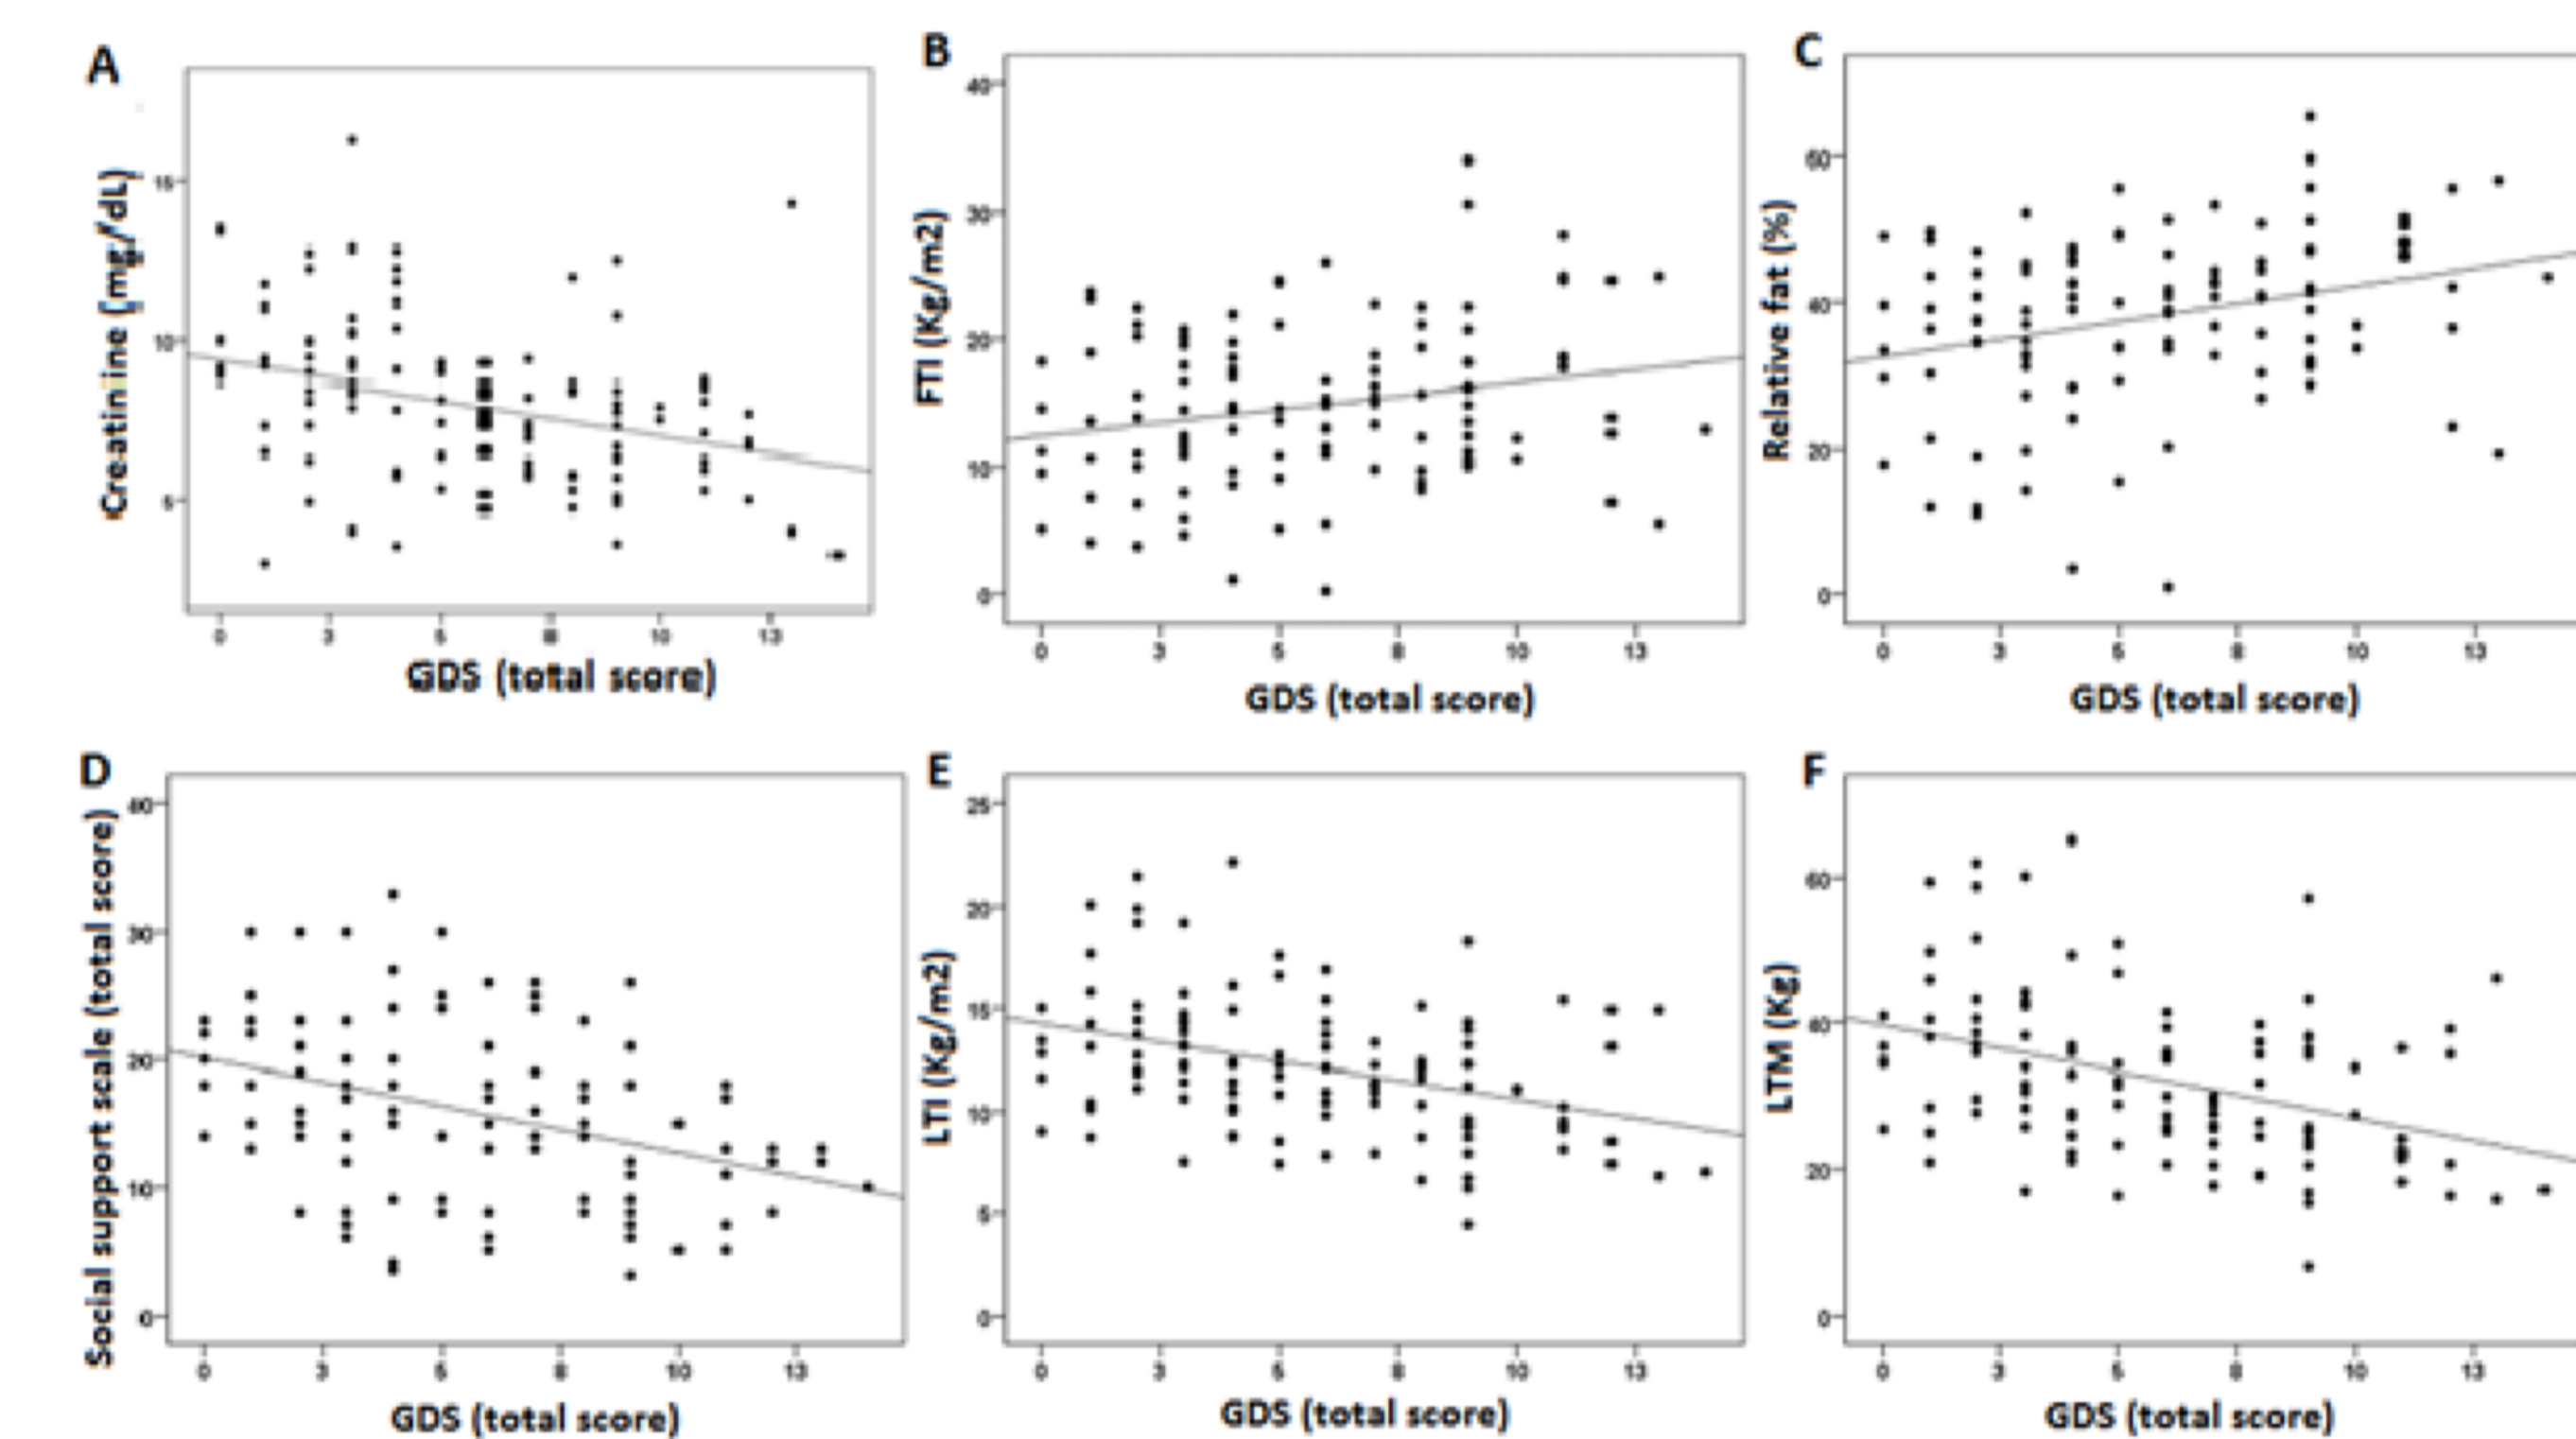 A
B
C
Creatinine (mg/dL)
15
10
5
0 3 5 8 10 13
GDS (total score)
FTI (Kg/m2)
40
30
20
10
0
0 3 5 8 10 13
GDS (total score)
Relative fat (%)
60
40
20
0
0 3 5 8 10 13
GDS (total score)
D
E
F
Social support scale (total score)
40
30
20
10
0
0 3 5 8 10 13
GDS (total score)
LTI (Kg/m2)
25
20
15
10
5
0
0 3 5 8 10 13
GDS (total score)
LTM (Kg)
60
40
20
0
0 3 5 8 10 13
GDS (total score)